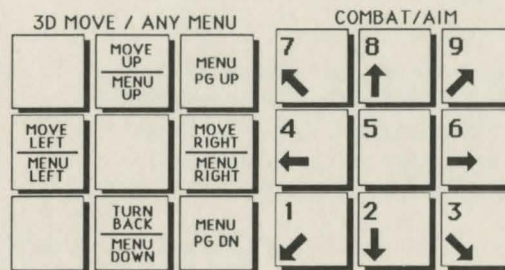 3D MOVE / ANY MENU
MOVE
UP
MENU
UP
MENU
PG UP
MOVE
LEFT
MENU
LEFT
MOVE
RIGHT
MENU
RIGHT
TURN
BACK
MENU
DOWN
MENU
PG DN
COMBAT/AIM
7
8
9
4
5
6
1
2
3